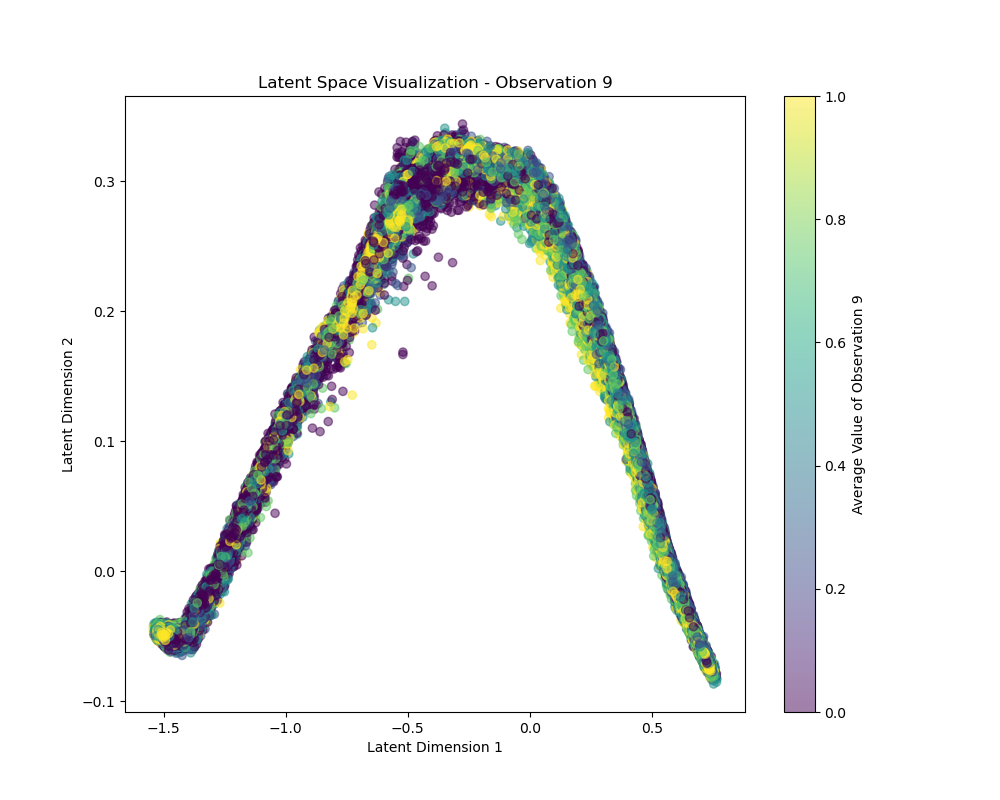 Latent Space Visualization - Observation 9
1.0
0.8
0.6
0.4
0.2
0.0
Average Value of Observation 9
0.3
0.2
0.1
0.0
−0.1
Latent Dimension 2
−1.5 −1.0 −0.5 0.0 0.5
Latent Dimension 1